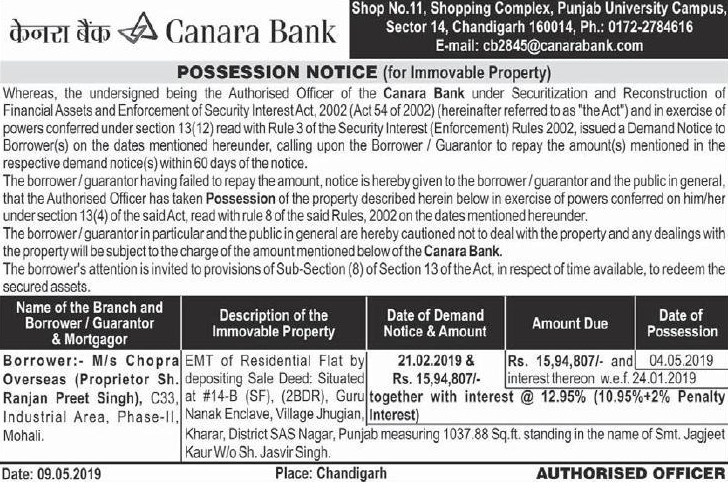 केनरा बैंक Canara Bank
Shop No.11, Shopping Complex, Punjab University Campus,
Sector 14, Chandigarh 160014, Ph.: 0172-2784616
E-mail: cb2845@canarabank.com
POSSESSION NOTICE (for Immovable Property)
Whereas, the undersigned being the Authorised Officer of the Canara Bank under Securitization and Reconstruction of
Financial Assets and Enforcement of Security Interest Act, 2002 (Act 54 of 2002) (hereinafter referred to as "the Act") and in exercise of
powers conferred under section 13(12) read with Rule 3 of the Security Interest (Enforcement) Rules 2002, issued a Demand Notice to
Borrower(s) on the dates mentioned hereunder, calling upon the Borrower / Guarantor to repay the amount(s) mentioned in the
respective demand notice(s) within 60 days of the notice.
The borrower / guarantor having failed to repay the amount, notice is hereby given to the borrower / guarantor and the public in general,
that the Authorised Officer has taken Possession of the property described herein below in exercise of powers conferred on him/her
under section 13(4) of the said Act, read with rule 8 of the said Rules, 2002 on the dates mentioned hereunder.
The borrower / guarantor in particular and the public in general are hereby cautioned not to deal with the property and any dealings with
the property will be subject to the charge of the amount mentioned below of the Canara Bank.
The borrower's attention is invited to provisions of Sub-Section (8) of Section 13 of the Act, in respect of time available, to redeem the
secured assets.
Name of the Branch and
Borrower / Guarantor
& Mortgagor
Description of the
Immovable Property
Date of Demand
Notice & Amount
Amount Due
Date of
Possession
Borrower:- M/s Chopra
Overseas (Proprietor Sh.
Ranjan Preet Singh), C33,
Industrial Area, Phase-II,
Mohali.
EMT of Residential Flat by
depositing Sale Deed: Situated
at #14-B (SF), (2BDR), Guru
Nanak Enclave, Village Jhugian,
Kharar, District SAS Nagar, Punjab measuring 1037.88 Sq.ft. standing in the name of Smt. Jagjeet
Kaur W/o Sh. Jasvir Singh.
21.02.2019 &
Rs. 15,94,807/-
Rs. 15,94,807/- and
interest thereon w.e.f. 24.01.2019
04.05.2019
together with interest @ 12.95% (10.95%+2% Penalty
Interest)
Date: 09.05.2019 Place: Chandigarh AUTHORISED OFFICER